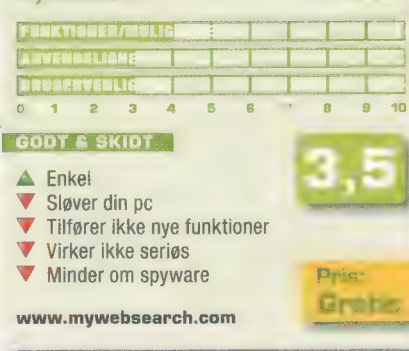 FUNKTIONER/MULIG
ANVENDELIGHE
BRUGERVENLIG
0 1 2 3 4 5 6 7 8 9 10
GODT & SKIDT
Enkel
Sløver din pc
Tilfører ikke nye funktioner
Virker ikke seriøs
Minder om spyware
3,5
Pris:
Gratis
www.mywebsearch.com